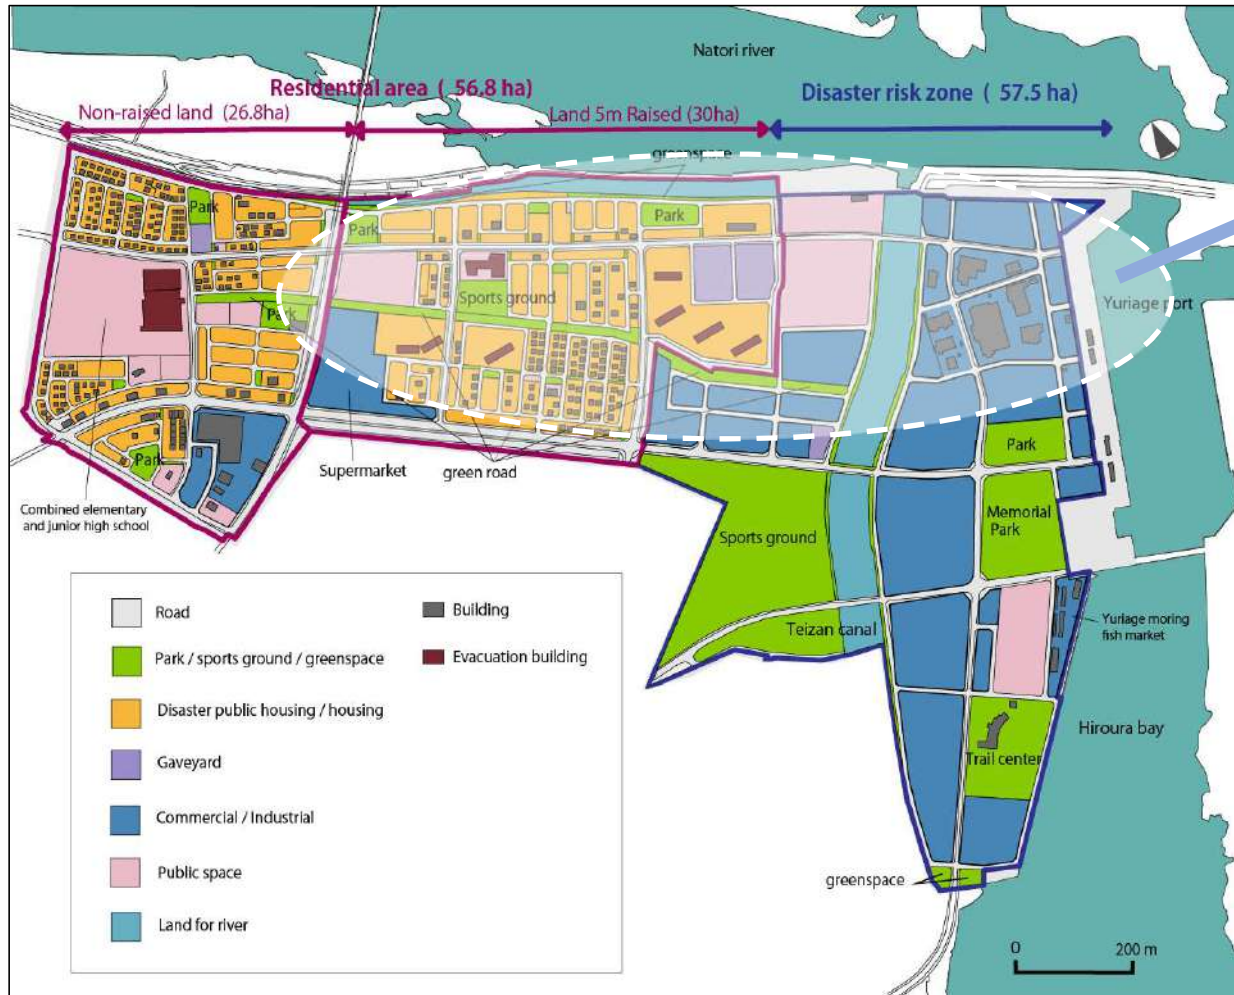 Natori river
Residential area ( 56.8 ha)
Disaster risk zone ( 57.5 ha)
Non-raised land (26.8ha)
Land 5m Raised (30ha)
greenspace
Park
Park
Park
Sports ground
Park
Yuriage port
Park
Supermarket
green road
Park
Combined elementary
and junior high school
Sports ground
Memorial
Park
Teizan canal
Yuriage moring
fish market
Hiroura bay
Trail center
greenspace
Road
Building
Park / sports ground / greenspace
Evacuation building
Disaster public housing / housing
Gaveyard
Commercial / Industrial
Public space
Land for river
0
200 m